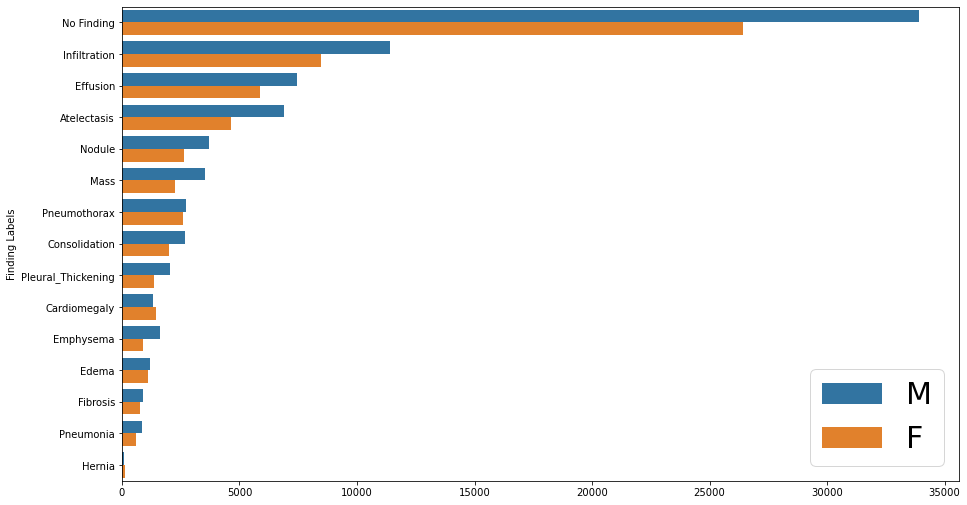 Finding Labels
No Finding
Infiltration
Effusion
Atelectasis
Nodule
Mass
Pneumothorax
Consolidation
Pleural_Thickening
Cardiomegaly
Emphysema
Edema
Fibrosis
Pneumonia
Hernia
M
F
0 5000 10000 15000 20000 25000 30000 35000